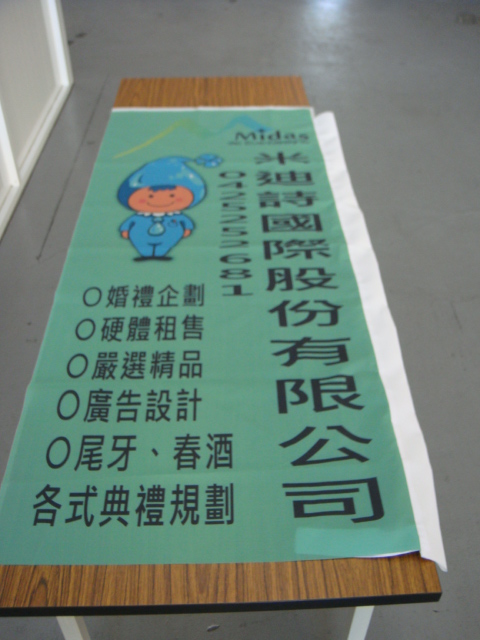 Midas
米迪詩國際股份有限公司
0425252681
○婚禮企劃
○硬體租售
○嚴選精品
○廣告設計
○尾牙、春酒
各式典禮規劃